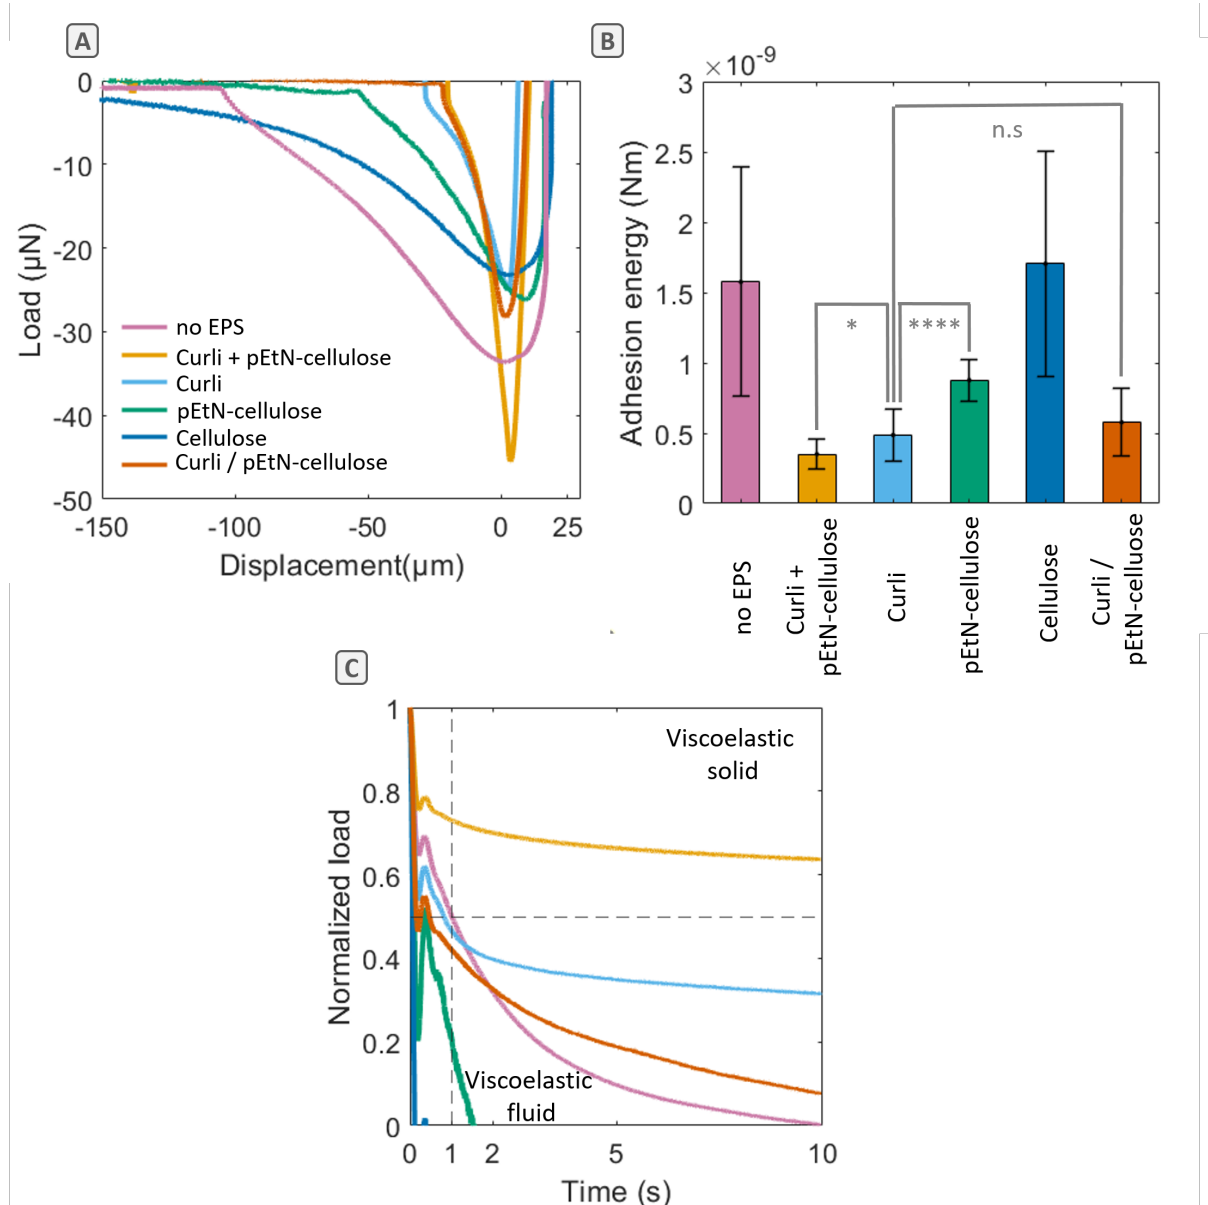 A
0
-10
-20
-30
-40
-50
Load (µN)
no EPS
Curli + pEtN-cellulose
Curli
pEtN-cellulose
Cellulose
Curli / pEtN-cellulose
-150
-100
-50
0
25
Displacement(µm)
B
×10⁻⁹
3
2.5
2
1.5
1
0.5
0
Adhesion energy (Nm)
n.s
*
****
no EPS
Curli +
pEtN-cellulose
Curli
pEtN-cellulose
Cellulose
Curli /
pEtN-celluose
C
1
0.8
0.6
0.4
0.2
0
Normalized load
Viscoelastic
solid
Viscoelastic
fluid
0
1
2
5
10
Time (s)